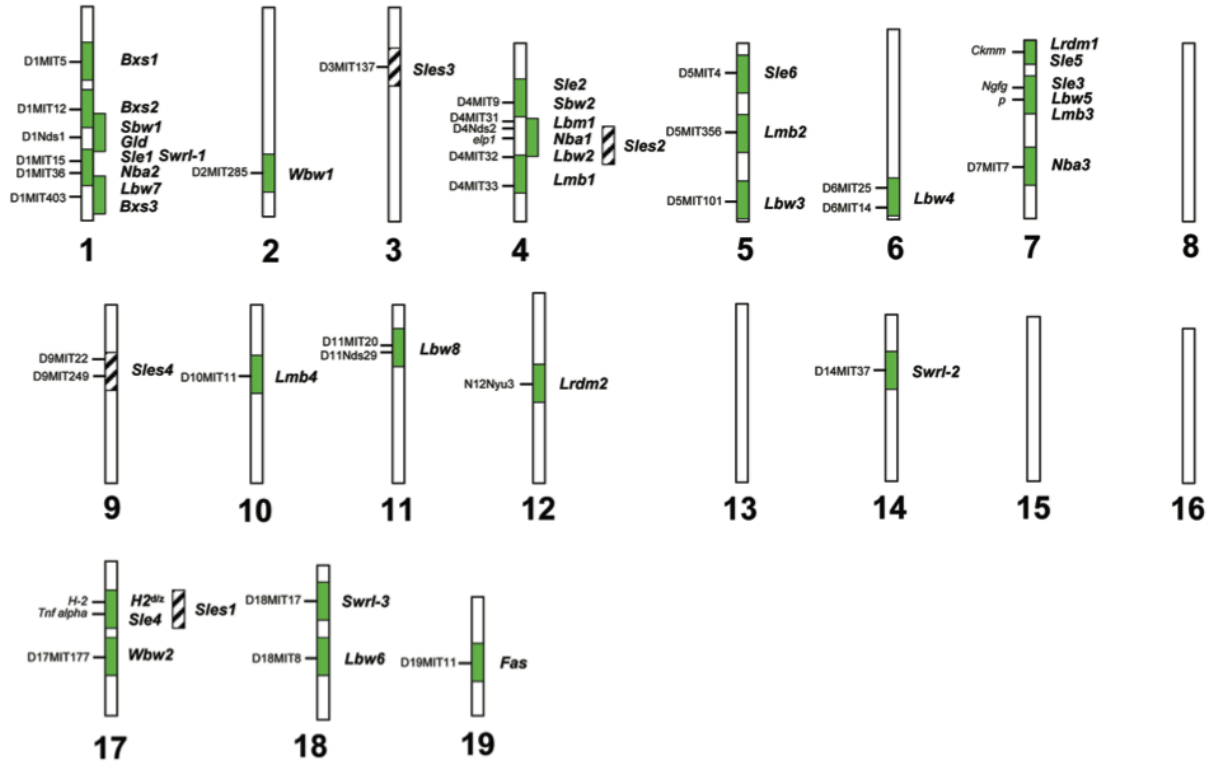 D1MIT5 Bxs1
D1MIT12 Bxs2
Sbw1
D1Nds1 Gld
D1MIT15 Sle1 Swrl-1
D1MIT36 Nba2
D1MIT403 Lbw7
Bxs3
1
D2MIT285 Wbw1
2
D3MIT137 Sles3
3
Sle2
D4MIT9 Sbw2
D4MIT31 Lbm1
D4Nds2
elp1 Nba1 Sles2
D4MIT32 Lbw2
D4MIT33 Lmb1
4
D5MIT4 Sle6
D5MIT356 Lmb2
D5MIT101 Lbw3
5
D6MIT25 Lbw4
D6MIT14
6
Ckmm Lrdm1
Sle5
Ngfg Sle3
p Lbw5
Lmb3
D7MIT7 Nba3
7
8
D9MIT22 Sles4
D9MIT249
9
D10MIT11 Lmb4
10
D11MIT20 Lbw8
D11Nds29
11
N12Nyu3 Lrdm2
12
13
D14MIT37 Swrl-2
14
15
16
H-2 H2d/z Sles1
Tnf alpha Sle4
D17MIT177 Wbw2
17
D18MIT17 Swrl-3
D18MIT8 Lbw6
18
D19MIT11 Fas
19